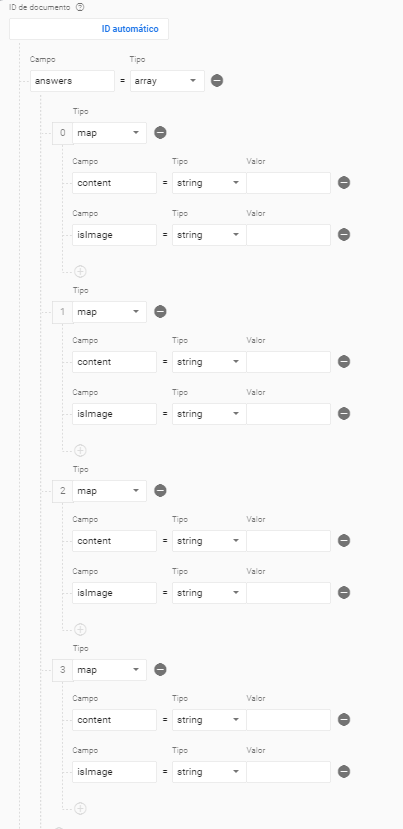 ID de documento
ID automático
Campo Tipo
answers = array
Tipo
0 map
Campo Tipo Valor
content = string
Campo Tipo Valor
isImage = string
Tipo
1 map
Campo Tipo Valor
content = string
Campo Tipo Valor
isImage = string
Tipo
2 map
Campo Tipo Valor
content = string
Campo Tipo Valor
isImage = string
Tipo
3 map
Campo Tipo Valor
content = string
Campo Tipo Valor
isImage = string